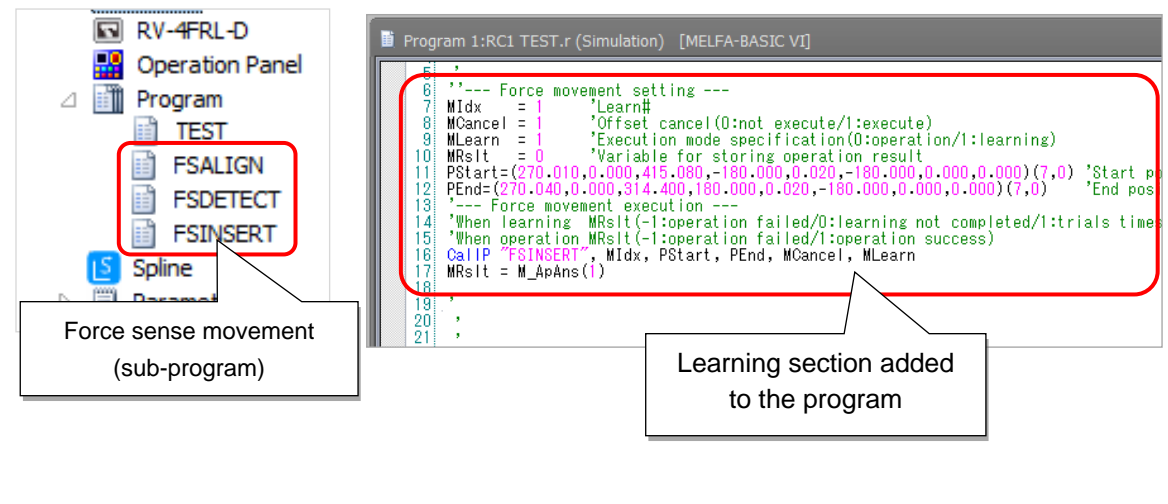 RV-4FRL-D
Operation Panel
Program
TEST
FSALIGN
FSDETECT
FSINSERT
Spline
Force sense movement
(sub-program)
Program 1:RC1 TEST.r (Simulation) [MELFA-BASIC VI]
5 '
6 ''--- Force movement setting ---
7 MIdx = 1 'Learn#
8 MCancel = 1 'Offset cancel(0:not execute/1:execute)
9 MLearn = 1 'Execution mode specification(0:operation/1:learning)
10 MRslt = 0 'Variable for storing operation result
11 PStart=(270.010,0.000,415.080,-180.000,0.020,-180.000,0.000,0.000)(7,0) 'Start po
12 PEnd=(270.040,0.000,314.400,180.000,0.020,-180.000,0.000,0.000)(7,0) 'End pos
13 '--- Force movement execution ---
14 'When learning MRslt(-1:operation failed/0:learning not completed/1:trials times
15 'When operation MRslt(-1:operation failed/1:operation success)
16 CallP "FSINSERT", MIdx, PStart, PEnd, MCancel, MLearn
17 MRslt = M_ApAns(1)
18
19 '
20 '
21 '
Learning section added
to the program